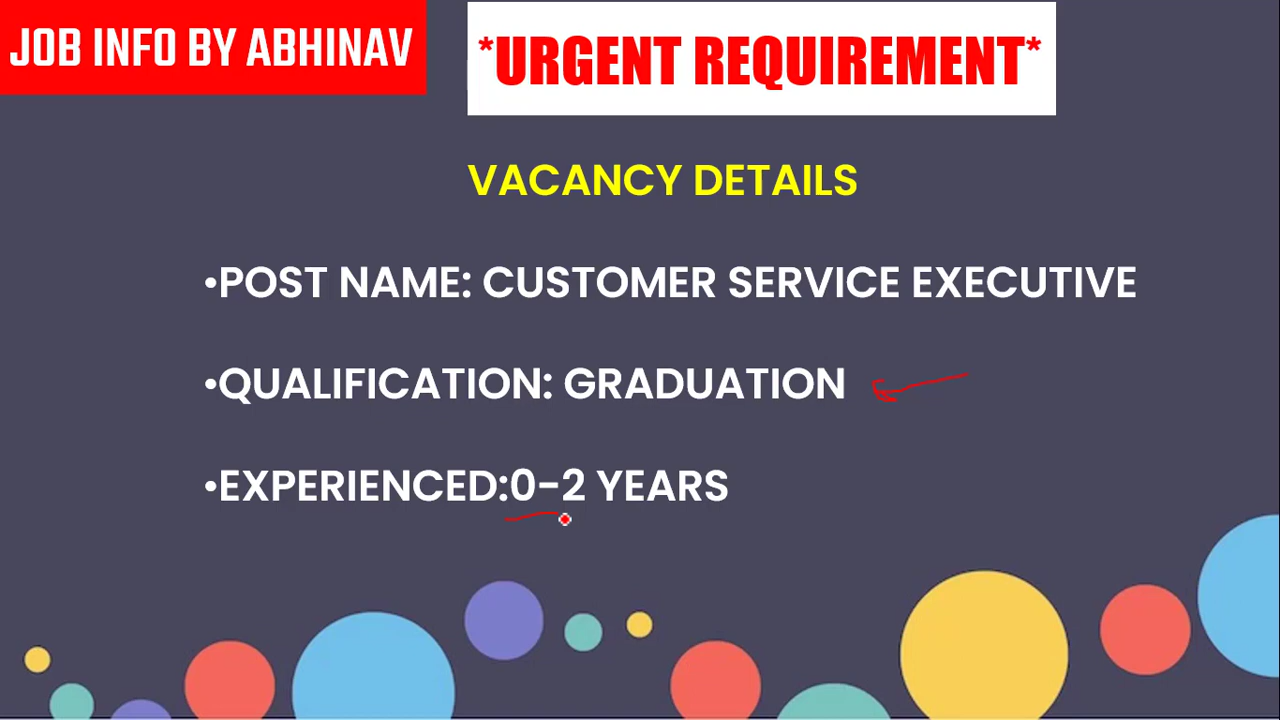 JOB INFO BY ABHINAV
*URGENT REQUIREMENT*
VACANCY DETAILS
•POST NAME: CUSTOMER SERVICE EXECUTIVE
•QUALIFICATION: GRADUATION
•EXPERIENCED:0-2 YEARS